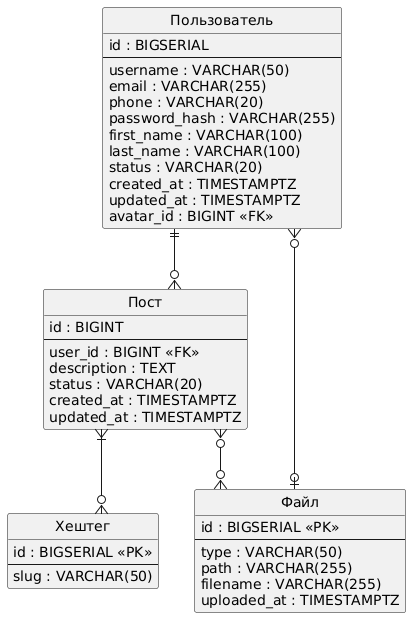 Пользователь
id : BIGSERIAL
username : VARCHAR(50)
email : VARCHAR(255)
phone : VARCHAR(20)
password_hash : VARCHAR(255)
first_name : VARCHAR(100)
last_name : VARCHAR(100)
status : VARCHAR(20)
created_at : TIMESTAMPTZ
updated_at : TIMESTAMPTZ
avatar_id : BIGINT «FK»
Пост
id : BIGINT
user_id : BIGINT «FK»
description : TEXT
status : VARCHAR(20)
created_at : TIMESTAMPTZ
updated_at : TIMESTAMPTZ
Хештег
id : BIGSERIAL «PK»
slug : VARCHAR(50)
Файл
id : BIGSERIAL «PK»
type : VARCHAR(50)
path : VARCHAR(255)
filename : VARCHAR(255)
uploaded_at : TIMESTAMPTZ